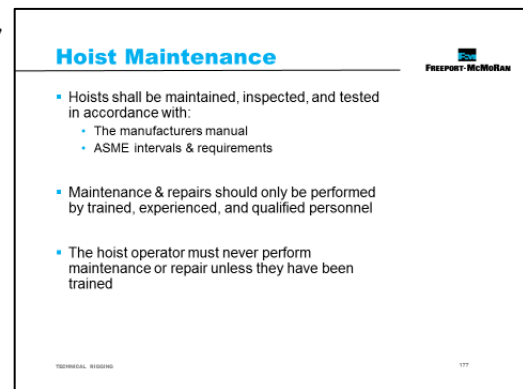 Hoist Maintenance
FREEPORT-MCMORAN
▪ Hoists shall be maintained, inspected, and tested
in accordance with:
• The manufacturers manual
• ASME intervals & requirements
▪ Maintenance & repairs should only be performed
by trained, experienced, and qualified personnel
▪ The hoist operator must never perform
maintenance or repair unless they have been
trained
TECHNICAL RIGGING
177